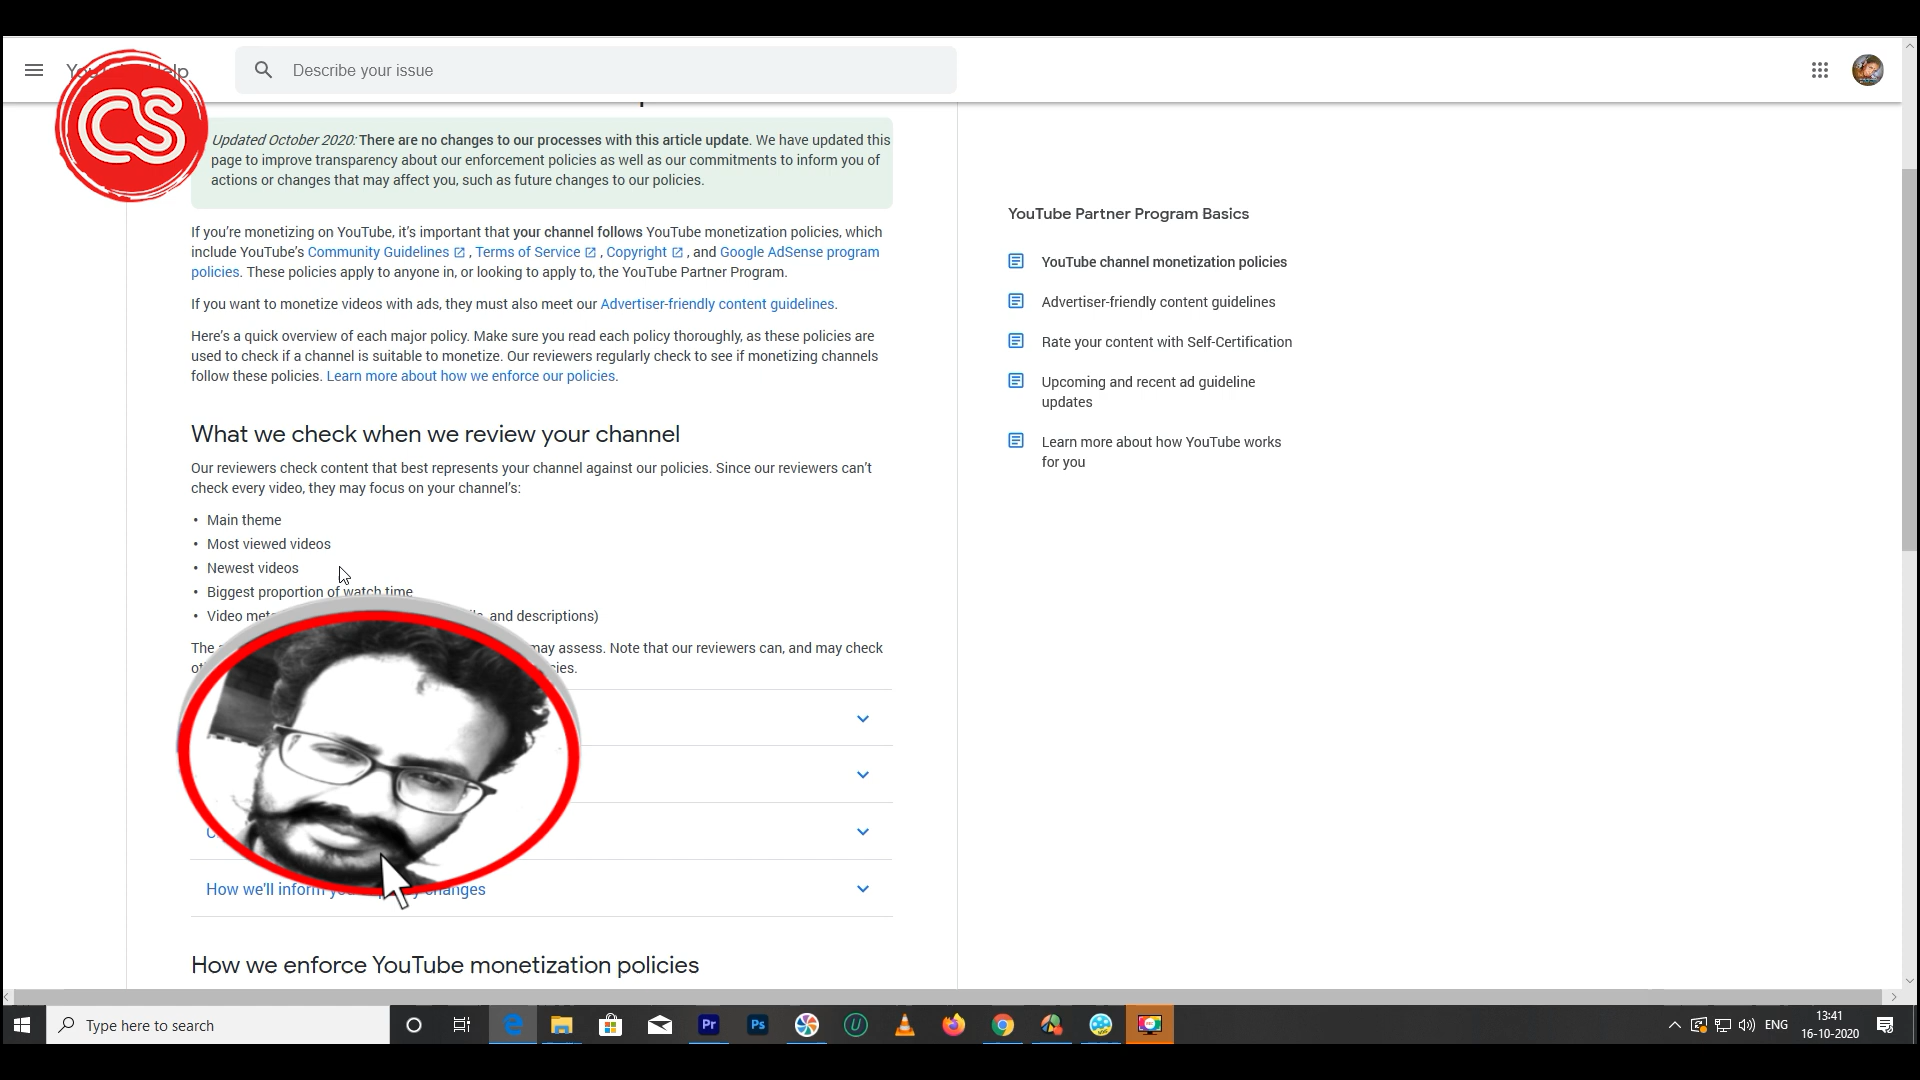 Describe your issue
CS
Updated October 2020: There are no changes to our processes with this article update. We have updated this
page to improve transparency about our enforcement policies as well as our commitments to inform you of
actions or changes that may affect you, such as future changes to our policies.
If you're monetizing on YouTube, it's important that your channel follows YouTube monetization policies, which
include YouTube's Community Guidelines , Terms of Service , Copyright , and Google AdSense program
policies. These policies apply to anyone in, or looking to apply to, the YouTube Partner Program.
If you want to monetize videos with ads, they must also meet our Advertiser-friendly content guidelines.
Here's a quick overview of each major policy. Make sure you read each policy thoroughly, as these policies are
used to check if a channel is suitable to monetize. Our reviewers regularly check to see if monetizing channels
follow these policies. Learn more about how we enforce our policies.
What we check when we review your channel
Our reviewers check content that best represents your channel against our policies. Since our reviewers can't
check every video, they may focus on your channel's:
• Main theme
• Most viewed videos
• Newest videos
• Biggest proportion of watch time
• Video and descriptions)
The may assess. Note that our reviewers can, and may check
How we'll inform changes
How we enforce YouTube monetization policies
YouTube Partner Program Basics
YouTube channel monetization policies
Advertiser-friendly content guidelines
Rate your content with Self-Certification
Upcoming and recent ad guideline
updates
Learn more about how YouTube works
for you
Type here to search
Pr
Ps
ENG
13:41
16-10-2020